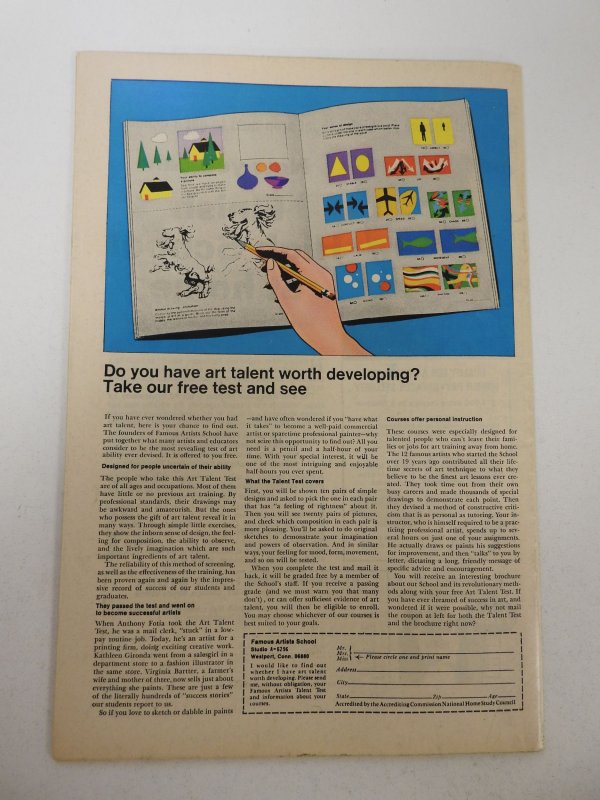 Do you have art talent worth developing?
Take our free test and see
If you have ever wondered whether you had
art talent, here is your chance to find out.
The founders of Famous Artists School have
put together what many artists and educators
consider to be the most revealing test of art
ability ever devised. It is offered to you free.
Designed for people uncertain of their ability
The people who take this Art Talent Test
are of all ages and occupations. Most of them
have little or no previous art training. By
professional standards, their drawings may
be awkward and amateurish. But the ones
who possess the gift of art talent reveal it in
many ways. Through simple little exercises,
they show the inborn sense of design, the feel-
ing for composition, the ability to observe,
and the lively imagination which are such
important ingredients of art talent.
The reliability of this method of screening,
as well as the effectiveness of the training, has
been proven again and again by the impres-
sive record of success of our students and
graduates.
They passed the test and went on
to become successful artists
When Anthony Fotia took the Art Talent
Test, he was a mail clerk, "stuck" in a low-
pay routine job. Today, he's an artist for a
printing firm, doing exciting creative work.
Kathleen Gironda went from a salesgirl in a
department store to a fashion illustrator in
the same store. Virginia Bartter, a farmer's
wife and mother of three, now sells just about
everything she paints. These are just a few
of the literally hundreds of "success stories"
our students report to us.
So if you love to sketch or dabble in paints
—and have often wondered if you "have what
it takes" to become a well-paid commercial
artist or sparetime professional painter—why
not seize this opportunity to find out? All you
need is a pencil and a half-hour of your
time. With your special interest, it will be
one of the most intriguing and enjoyable
half-hours you ever spent.
What the Talent Test covers
First, you will be shown ten pairs of simple
designs and asked to pick the one in each pair
that has "a feeling of rightness" about it.
Then you will see twenty pairs of pictures,
and check which composition in each pair is
more pleasing. You'll be asked to do original
sketches to demonstrate your imagination
and powers of observation. And in similar
ways, your feeling for mood, form, movement,
and so on will be tested.
When you complete the test and mail it
back, it will be graded free by a member of
the School's staff. If you receive a passing
grade (and we must warn you that many
don't), or can offer sufficient evidence of art
talent, you will then be eligible to enroll.
You may choose whichever of our courses is
best suited to your goals.
Courses offer personal instruction
These courses were especially designed for
talented people who can't leave their fami-
lies or jobs for art training away from home.
The 12 famous artists who started the School
over 19 years ago contributed all their life-
time secrets of art technique to what they
believe to be the finest art lessons ever cre-
ated. They took time out from their own
busy careers and made thousands of special
drawings to demonstrate each point. Then
they devised a method of constructive criti-
cism that is as personal as tutoring. Your in-
structor, who is himself required to be a prac-
ticing professional artist, spends up to sev-
eral hours on just one of your assignments.
He actually draws or paints his suggestions
for improvement, and then "talks" to you by
letter, dictating a long, friendly message of
specific advice and encouragement.
You will receive an interesting brochure
about our School and its revolutionary meth-
ods along with your free Art Talent Test. If
you have ever dreamed of success in art, and
wondered if it were possible, why not mail
the coupon at left for both the Talent Test
and the brochure right now?
Famous Artists School
Studio A-6756
Westport, Conn. 06880
I would like to find out
whether I have art talent
worth developing. Please send
me, without obligation, your
Famous Artists Talent Test
and information about your
courses.
Mr.
Mrs.
Miss
Please circle one and print name
Address
City
State Zip Age
Accredited by the Accrediting Commission National Home Study Council